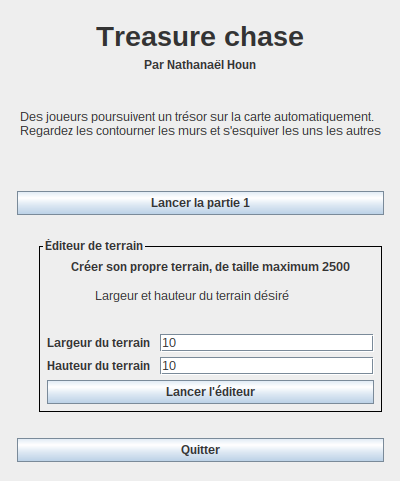 Treasure chase
Par Nathanaël Houn
Des joueurs poursuivent un trésor sur la carte automatiquement.
Regardez les contourner les murs et s'esquiver les uns les autres
Lancer la partie 1
Éditeur de terrain
Créer son propre terrain, de taille maximum 2500
Largeur et hauteur du terrain désiré
Largeur du terrain 10
Hauteur du terrain 10
Lancer l'éditeur
Quitter